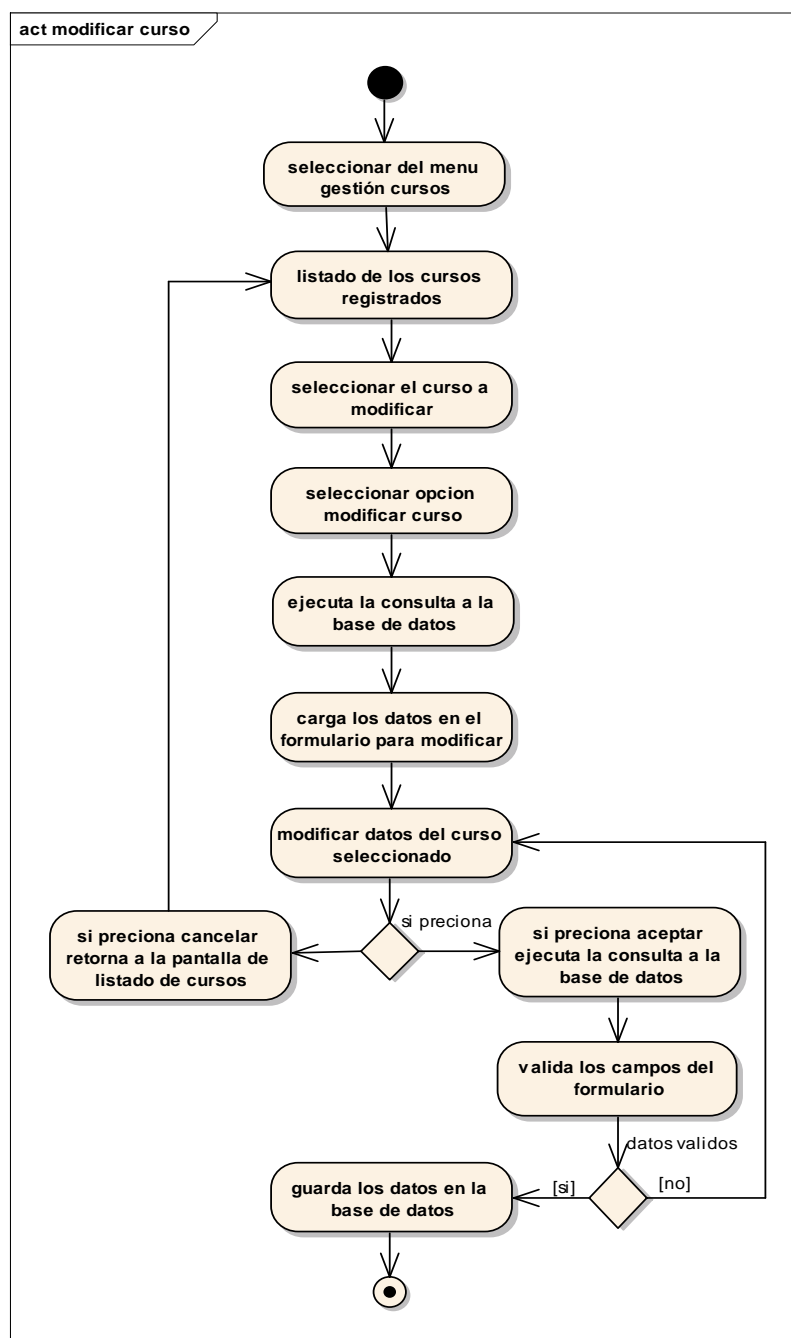 act modificar curso
seleccionar del menu
gestión cursos
listado de los cursos
registrados
seleccionar el curso a
modificar
seleccionar opcion
modificar curso
ejecuta la consulta a la
base de datos
carga los datos en el
formulario para modificar
modificar datos del curso
seleccionado
si preciona
si preciona cancelar
retorna a la pantalla de
listado de cursos
si preciona aceptar
ejecuta la consulta a la
base de datos
valida los campos del
formulario
datos validos
[si]
[no]
guarda los datos en la
base de datos